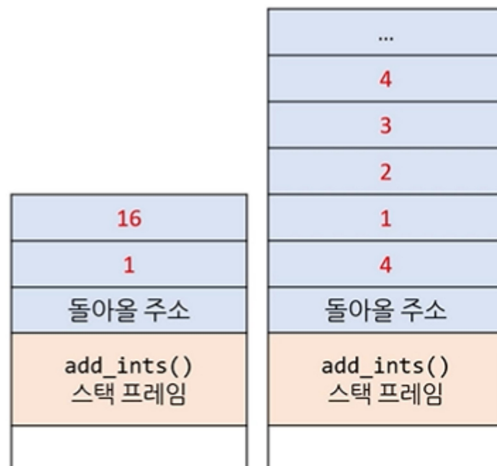 16
1
돌아올 주소
add_ints()
스택 프레임
...
4
3
2
1
4
돌아올 주소
add_ints()
스택 프레임